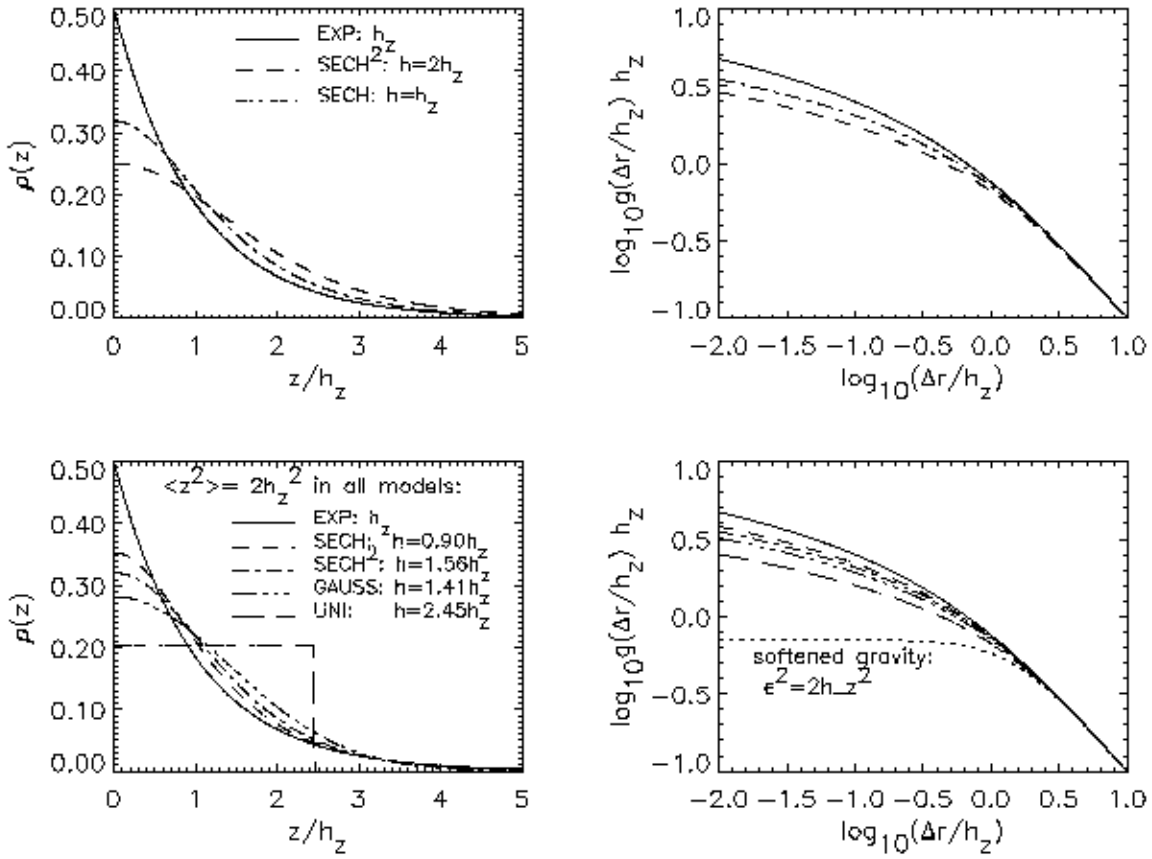 EXP: h_z
SECH²: h=2h_z
SECH: h=h_z
ρ(z)
0.50
0.40
0.30
0.20
0.10
0.00
0 1 2 3 4 5
z/h_z
log₁₀g(Δr/h_z) h_z
1.0
0.5
0.0
−0.5
−1.0
−2.0 −1.5 −1.0 −0.5 0.0 0.5 1.0
log₁₀(Δr/h_z)
<z²>= 2h_z² in all models:
EXP: h_z
SECH: h=0.90h_z
SECH²: h=1.56h_z
GAUSS: h=1.41h_z
UNI: h=2.45h_z
ρ(z)
0.50
0.40
0.30
0.20
0.10
0.00
0 1 2 3 4 5
z/h_z
log₁₀g(Δr/h_z) h_z
1.0
0.5
0.0
−0.5
−1.0
softened gravity:
ϵ²=2h_z²
−2.0 −1.5 −1.0 −0.5 0.0 0.5 1.0
log₁₀(Δr/h_z)